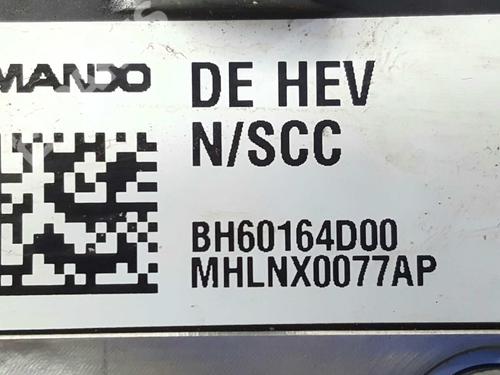 MANDO
DE HEV
N/SCC
BH60164D00
MHLNX0077AP